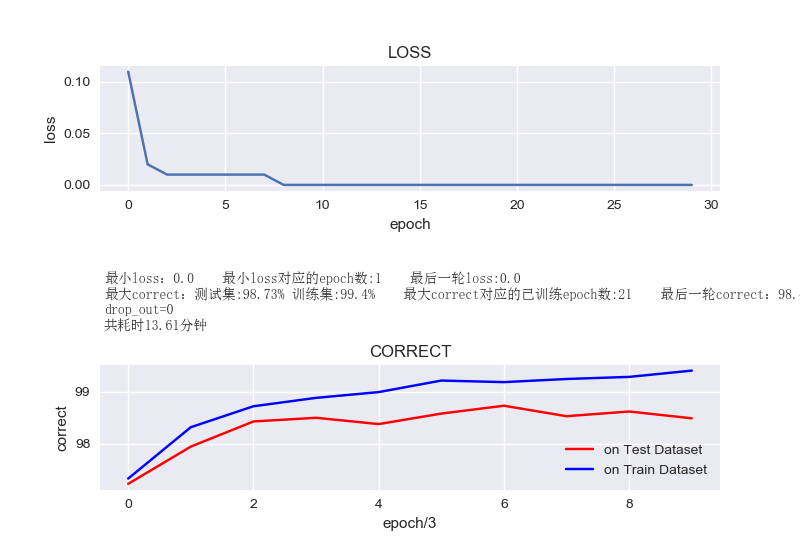 LOSS
0.10
0.05
0.00
loss
0 5 10 15 20 25 30
epoch
最小loss：0.0 最小loss对应的epoch数:1 最后一轮loss:0.0
最大correct：测试集:98.73% 训练集:99.4% 最大correct对应的已训练epoch数:21 最后一轮correct：98.
drop_out=0
共耗时13.61分钟
CORRECT
99
98
correct
on Test Dataset
on Train Dataset
0 2 4 6 8
epoch/3